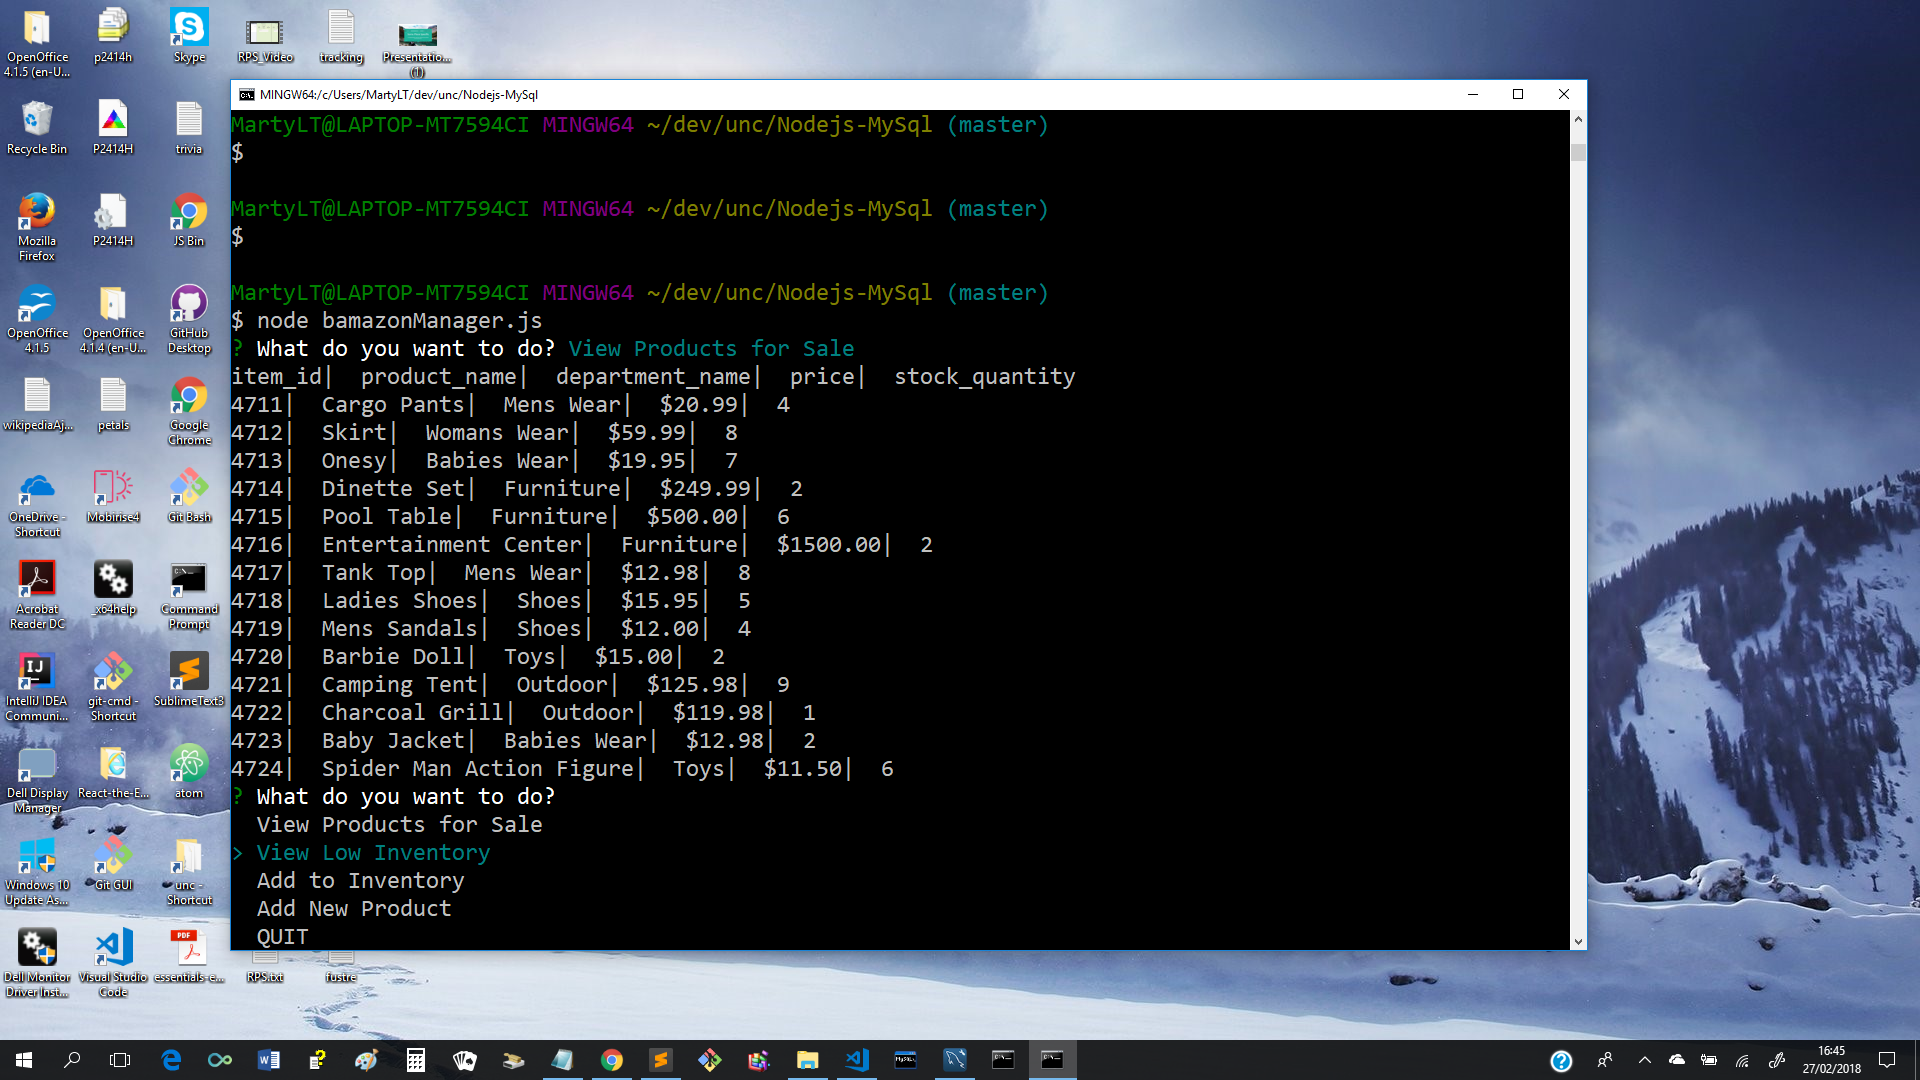 OpenOffice 4.1.5 (en-U...
p2414h
Skype
RPS_Video
tracking
Presentatio... (1)
Recycle Bin
P2414H
trivia
Mozilla Firefox
P2414H
JS Bin
OpenOffice 4.1.5
OpenOffice 4.1.4 (en-U...
GitHub Desktop
wikipediaAj...
petals
Google Chrome
OneDrive - Shortcut
Mobirise4
Git Bash
Acrobat Reader DC
_x64help
Command Prompt
IntelliJ IDEA Communi...
git-cmd - Shortcut
SublimeText3
Dell Display Manager
React-the-E...
atom
Windows 10 Update As...
Git GUI
unc - Shortcut
Dell Monitor Driver Inst...
Visual Studio Code
essentials-e...
RPS.txt
fustre
MINGW64:/c/Users/MartyLT/dev/unc/Nodejs-MySql
MartyLT@LAPTOP-MT7594CI MINGW64 ~/dev/unc/Nodejs-MySql (master)
$
MartyLT@LAPTOP-MT7594CI MINGW64 ~/dev/unc/Nodejs-MySql (master)
$
MartyLT@LAPTOP-MT7594CI MINGW64 ~/dev/unc/Nodejs-MySql (master)
$ node bamazonManager.js
? What do you want to do? View Products for Sale
item_id|  product_name|  department_name|  price|  stock_quantity
4711|  Cargo Pants|  Mens Wear|  $20.99|  4
4712|  Skirt|  Womans Wear|  $59.99|  8
4713|  Onesy|  Babies Wear|  $19.95|  7
4714|  Dinette Set|  Furniture|  $249.99|  2
4715|  Pool Table|  Furniture|  $500.00|  6
4716|  Entertainment Center|  Furniture|  $1500.00|  2
4717|  Tank Top|  Mens Wear|  $12.98|  8
4718|  Ladies Shoes|  Shoes|  $15.95|  5
4719|  Mens Sandals|  Shoes|  $12.00|  4
4720|  Barbie Doll|  Toys|  $15.00|  2
4721|  Camping Tent|  Outdoor|  $125.98|  9
4722|  Charcoal Grill|  Outdoor|  $119.98|  1
4723|  Baby Jacket|  Babies Wear|  $12.98|  2
4724|  Spider Man Action Figure|  Toys|  $11.50|  6
? What do you want to do?
View Products for Sale
> View Low Inventory
Add to Inventory
Add New Product
QUIT
16:45
27/02/2018